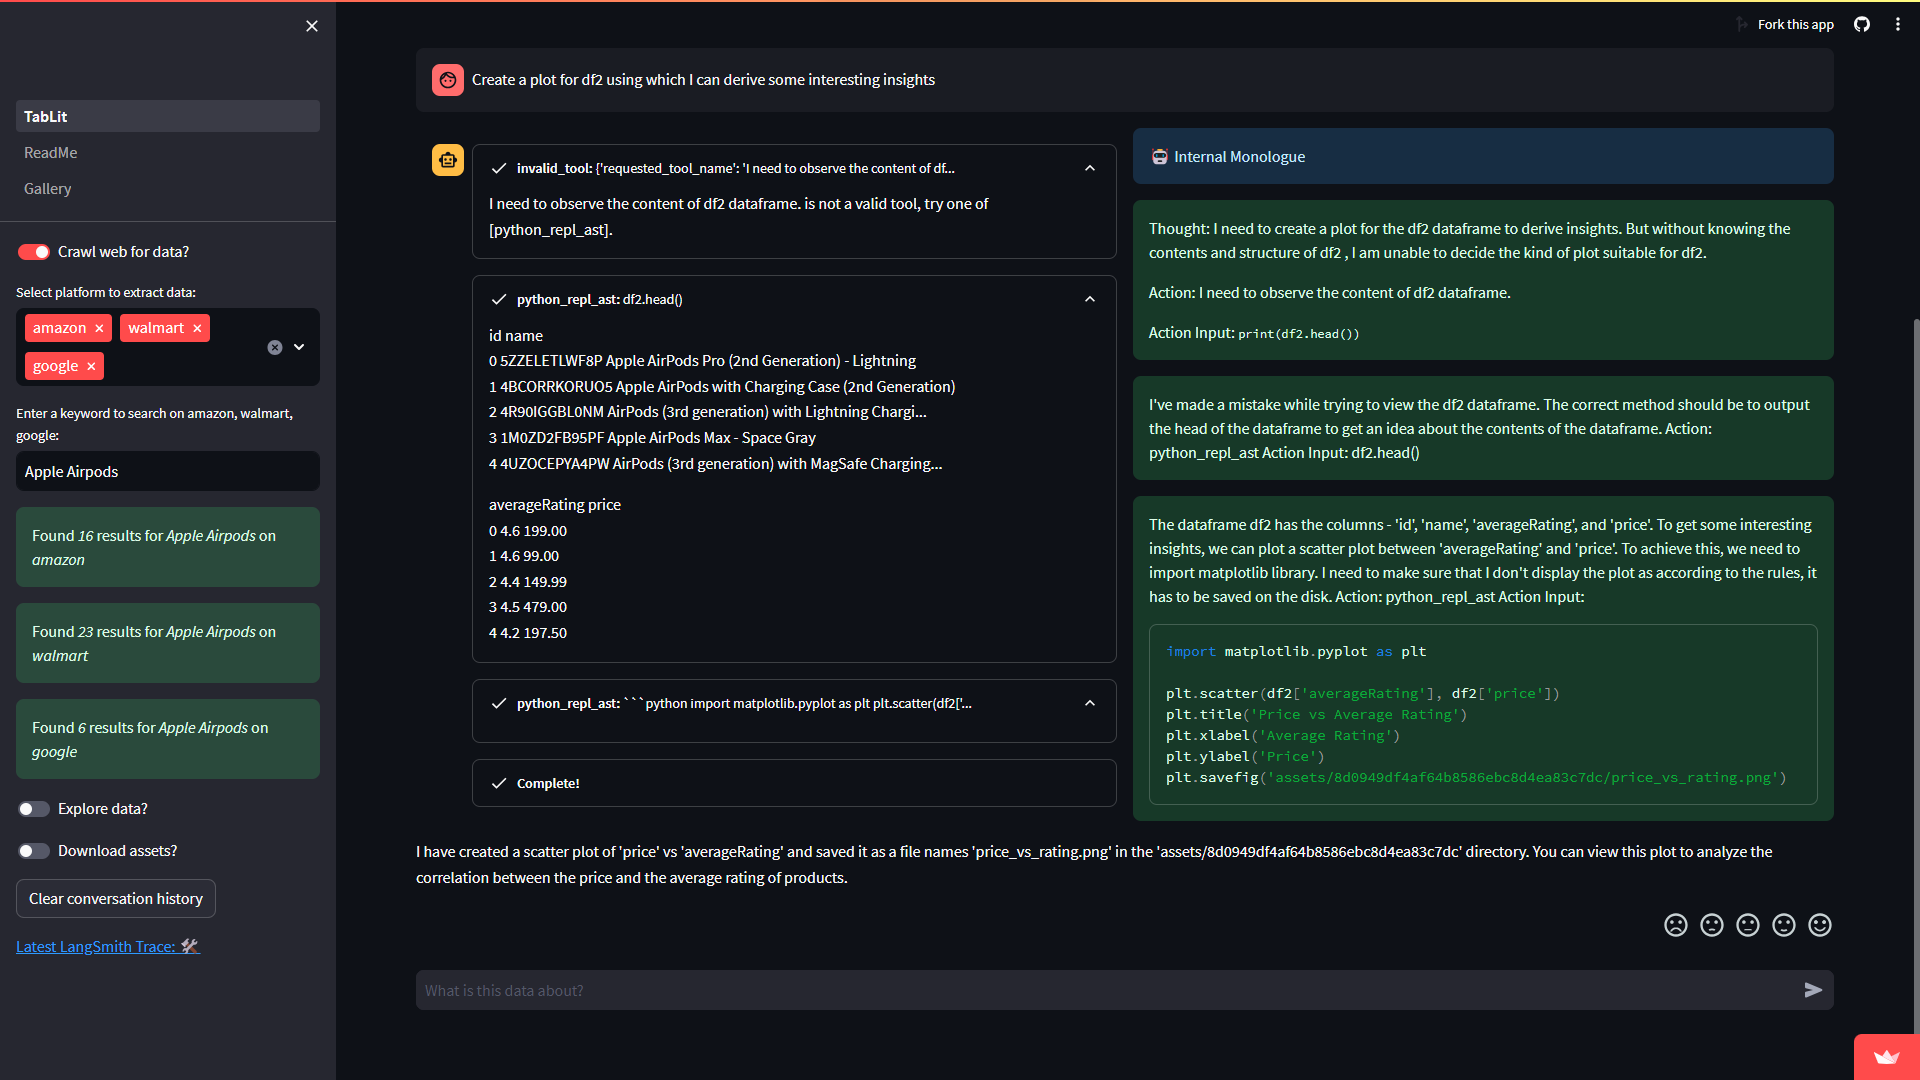 Fork this app
TabLit
ReadMe
Gallery
Crawl web for data?
Select platform to extract data:
amazon
walmart
google
Enter a keyword to search on amazon, walmart,
google:
Apple Airpods
Found 16 results for Apple Airpods on
amazon
Found 23 results for Apple Airpods on
walmart
Found 6 results for Apple Airpods on
google
Explore data?
Download assets?
Clear conversation history
Latest LangSmith Trace: 🛠️
Create a plot for df2 using which I can derive some interesting insights
invalid_tool: {'requested_tool_name': 'I need to observe the content of df...
I need to observe the content of df2 dataframe. is not a valid tool, try one of
[python_repl_ast].
python_repl_ast: df2.head()
id name
0 5ZZELETLWF8P Apple AirPods Pro (2nd Generation) - Lightning
1 4BCORRKORUO5 Apple AirPods with Charging Case (2nd Generation)
2 4R90IGGBL0NM AirPods (3rd generation) with Lightning Chargi...
3 1M0ZD2FB95PF Apple AirPods Max - Space Gray
4 4UZOCEPYA4PW AirPods (3rd generation) with MagSafe Charging...
averageRating price
0 4.6 199.00
1 4.6 99.00
2 4.4 149.99
3 4.5 479.00
4 4.2 197.50
python_repl_ast: ```python import matplotlib.pyplot as plt plt.scatter(df2['...
Complete!
Internal Monologue
Thought: I need to create a plot for the df2 dataframe to derive insights. But without knowing the
contents and structure of df2 , I am unable to decide the kind of plot suitable for df2.
Action: I need to observe the content of df2 dataframe.
Action Input: print(df2.head())
I've made a mistake while trying to view the df2 dataframe. The correct method should be to output
the head of the dataframe to get an idea about the contents of the dataframe. Action:
python_repl_ast Action Input: df2.head()
The dataframe df2 has the columns - 'id', 'name', 'averageRating', and 'price'. To get some interesting
insights, we can plot a scatter plot between 'averageRating' and 'price'. To achieve this, we need to
import matplotlib library. I need to make sure that I don't display the plot as according to the rules, it
has to be saved on the disk. Action: python_repl_ast Action Input:
import matplotlib.pyplot as plt
plt.scatter(df2['averageRating'], df2['price'])
plt.title('Price vs Average Rating')
plt.xlabel('Average Rating')
plt.ylabel('Price')
plt.savefig('assets/8d0949df4af64b8586ebc8d4ea83c7dc/price_vs_rating.png')
I have created a scatter plot of 'price' vs 'averageRating' and saved it as a file names 'price_vs_rating.png' in the 'assets/8d0949df4af64b8586ebc8d4ea83c7dc' directory. You can view this plot to analyze the
correlation between the price and the average rating of products.
What is this data about?